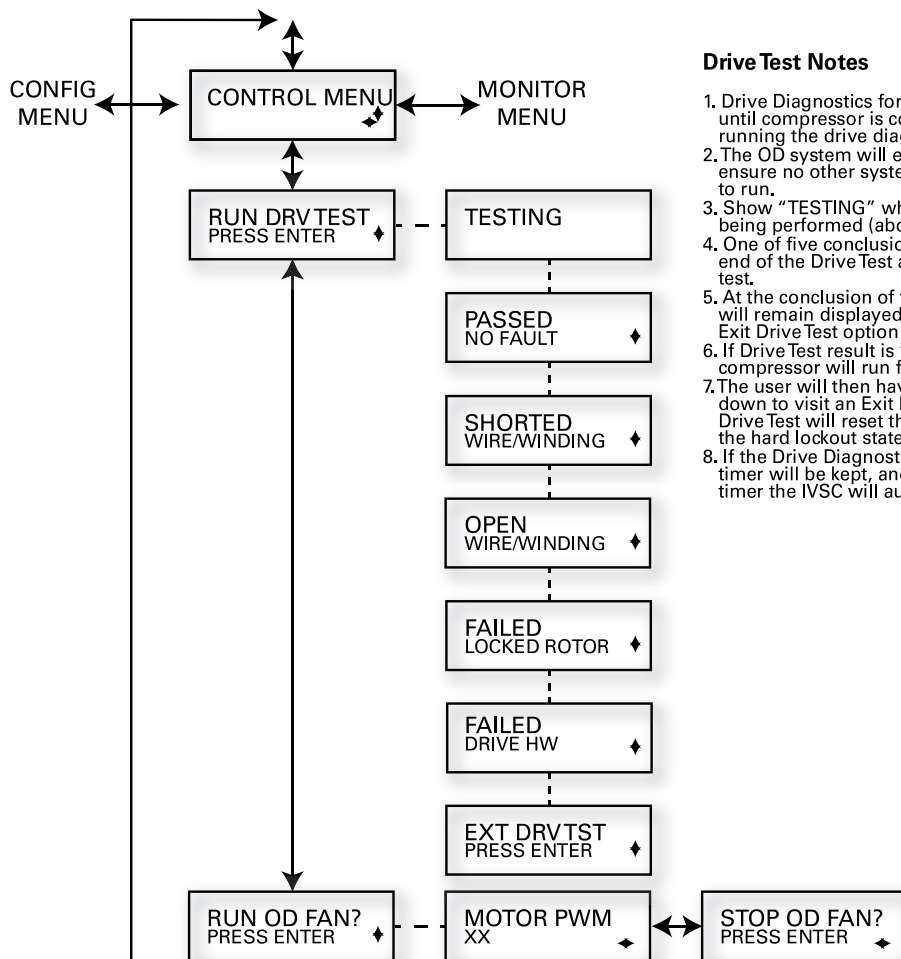 CONFIG
MENU
CONTROL MENU
MONITOR
MENU
RUN DRV TEST
PRESS ENTER
TESTING
PASSED
NO FAULT
SHORTED
WIRE/WINDING
OPEN
WIRE/WINDING
FAILED
LOCKED ROTOR
FAILED
DRIVE HW
EXT DRV TST
PRESS ENTER
RUN OD FAN?
PRESS ENTER
MOTOR PWM
XX
STOP OD FAN?
PRESS ENTER
Drive Test Notes
1. Drive Diagnostics for
until compressor is co
running the drive diag
2. The OD system will e
ensure no other syste
to run.
3. Show "TESTING" wh
being performed (abo
4. One of five conclusio
end of the Drive Test a
test.
5. At the conclusion of t
will remain displayed
Exit Drive Test option
6. If Drive Test result is
compressor will run f
7. The user will then hav
down to visit an Exit
Drive Test will reset th
the hard lockout state
8. If the Drive Diagnost
timer will be kept, and
timer the IVSC will au